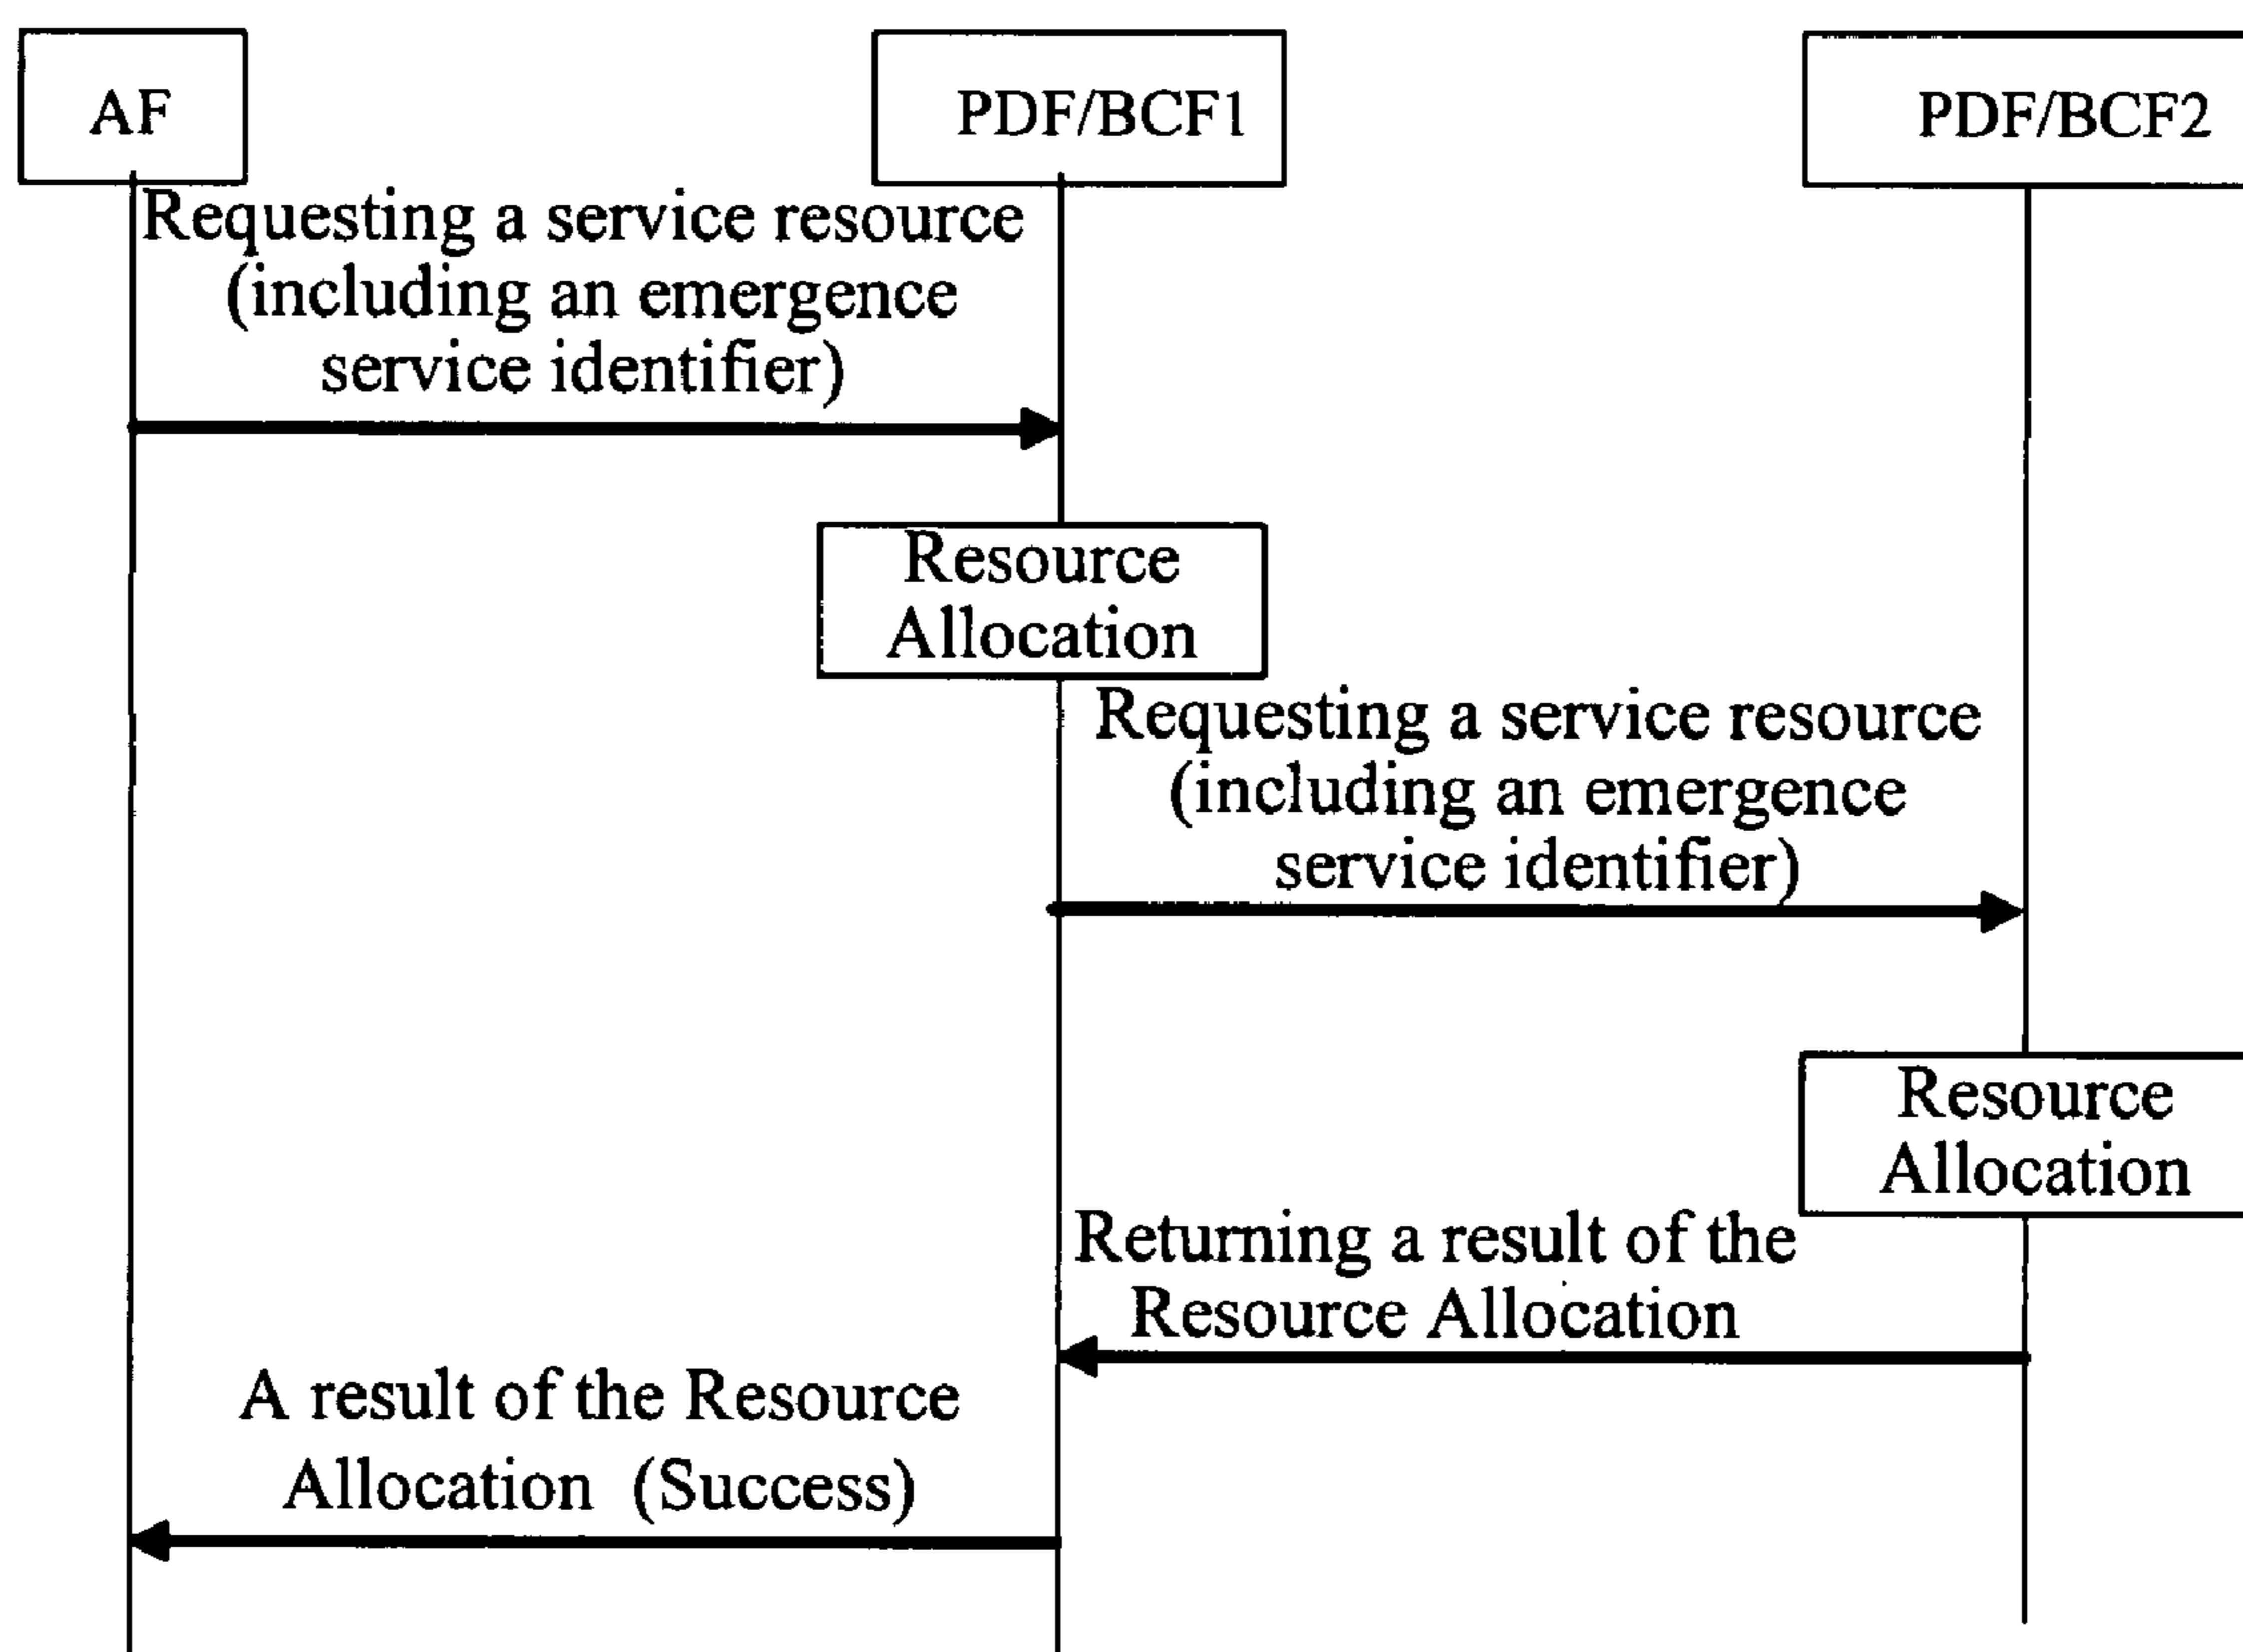 AF
PDF/BCF1
PDF/BCF2
Requesting a service resource
(including an emergence
service identifier)
Resource
Allocation
Requesting a service resource
(including an emergence
service identifier)
Resource
Allocation
Returning a result of the
Resource Allocation
A result of the Resource
Allocation (Success)